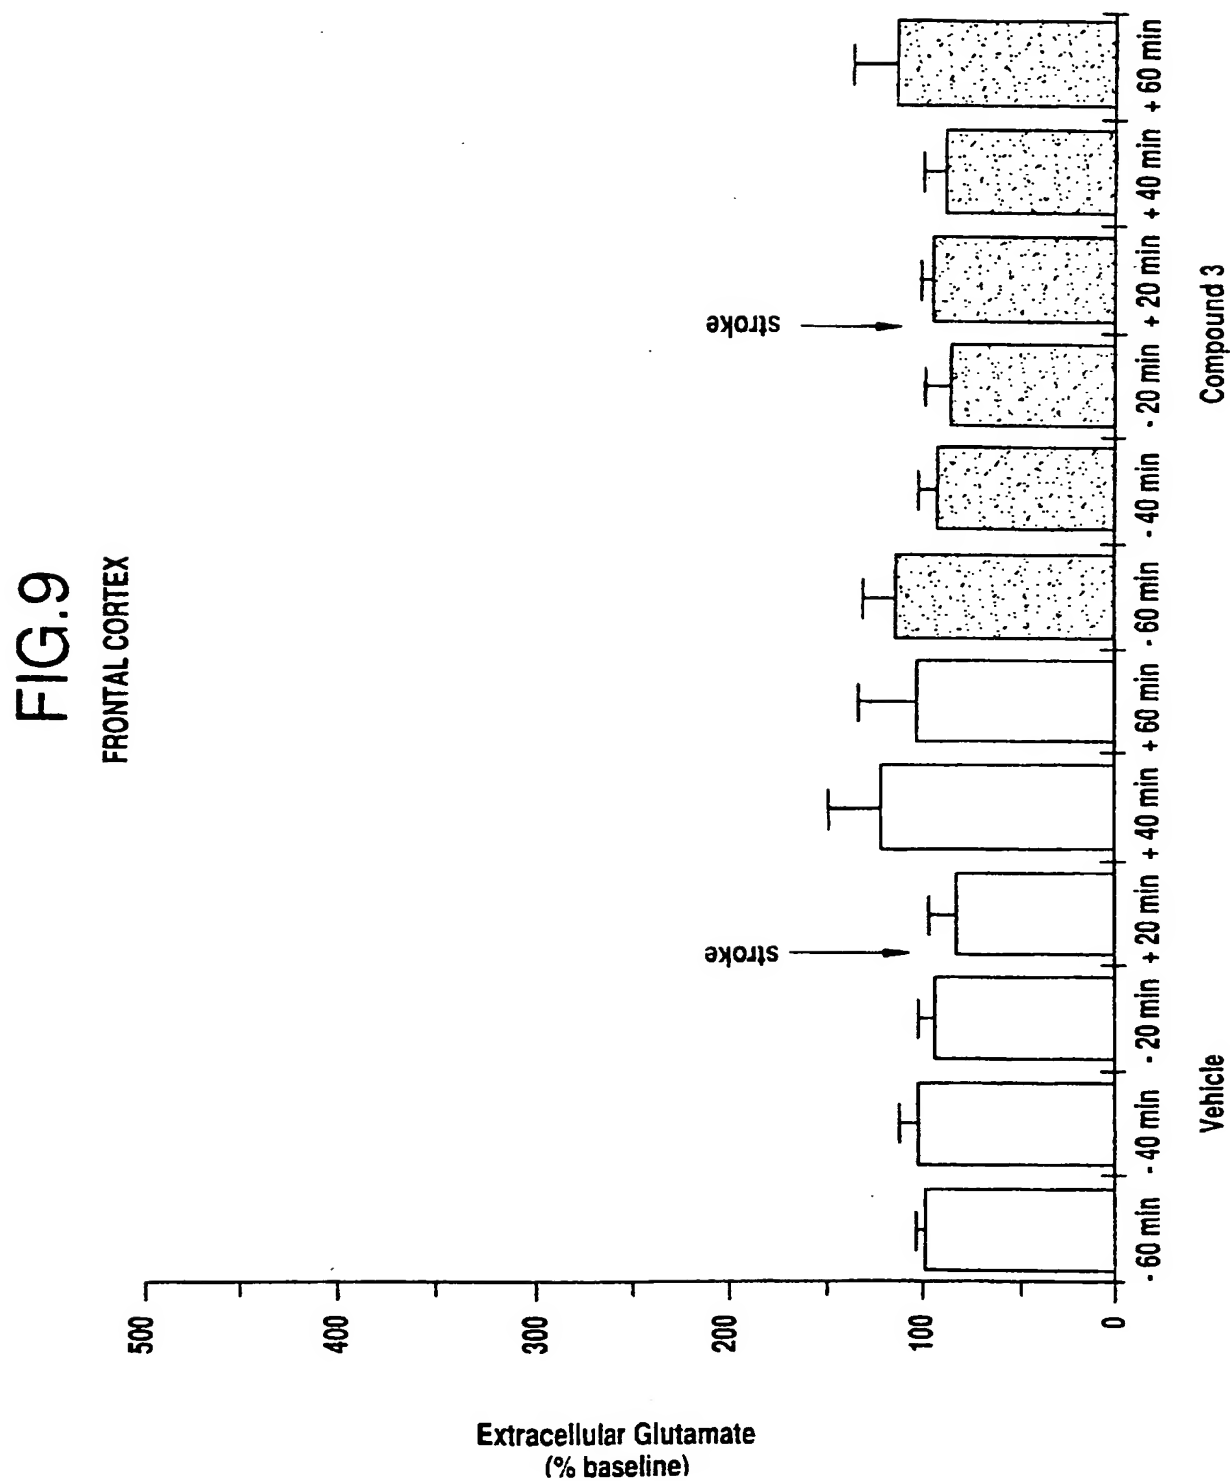 FIG.9
FRONTAL CORTEX
Extracellular Glutamate
(% baseline)
500
400
300
200
100
0
stroke
stroke
- 60 min
- 40 min
- 20 min
+ 20 min
+ 40 min
+ 60 min
- 60 min
- 40 min
- 20 min
+ 20 min
+ 40 min
+ 60 min
Vehicle
Compound 3